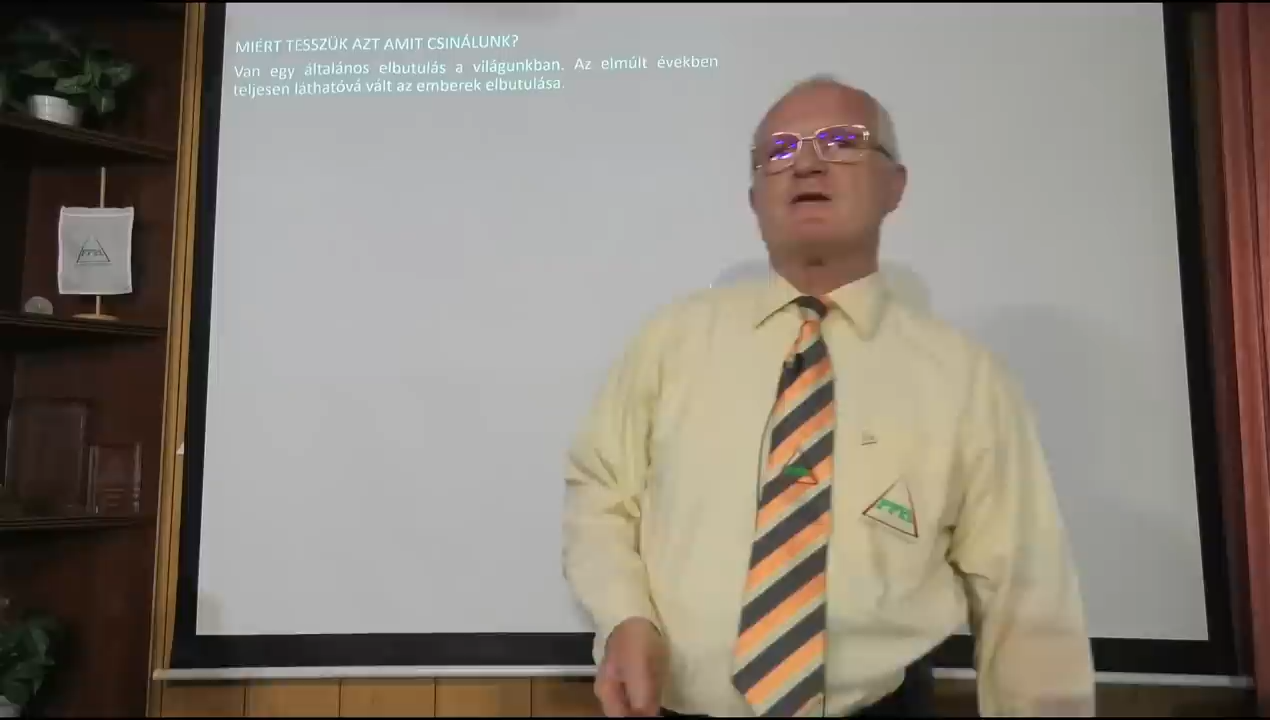 MIÉRT TESSZÜK AZT AMIT CSINÁLUNK?
Van egy általános elbutulás a világunkban. Az elmúlt években
teljesen láthatóvá vált az emberek elbutulása.